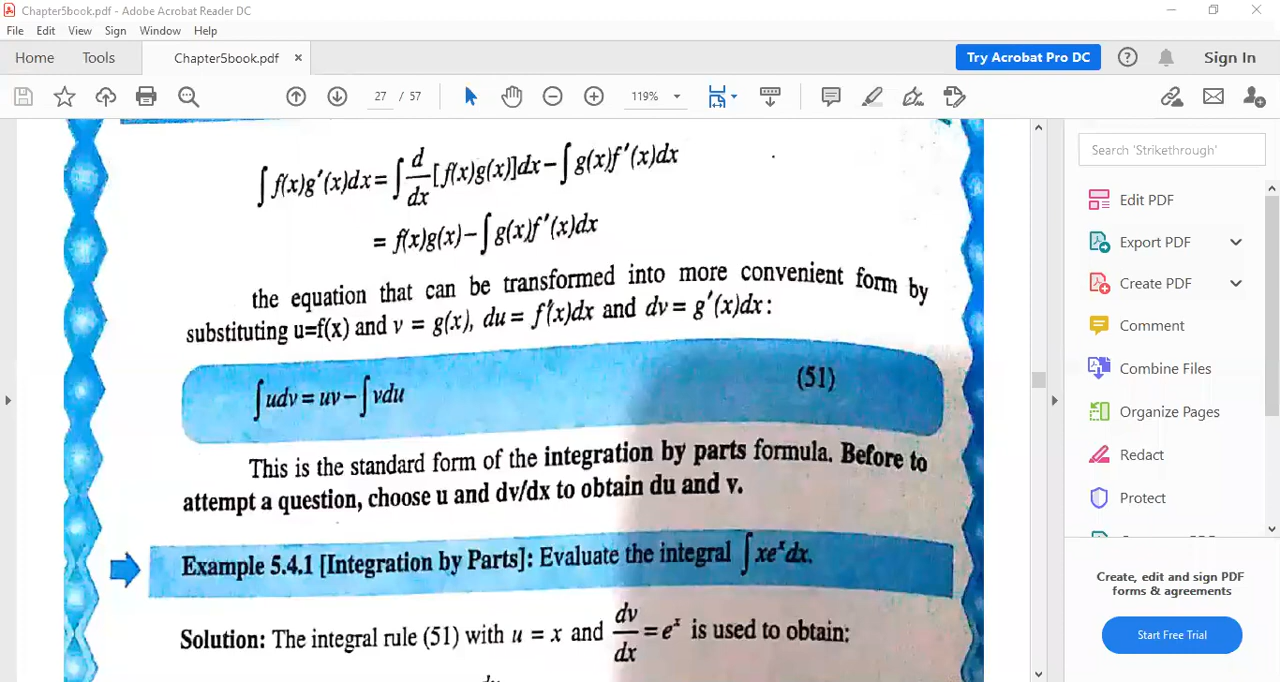 Chapter5book.pdf - Adobe Acrobat Reader DC
File Edit View Sign Window Help
Home Tools Chapter5book.pdf × Try Acrobat Pro DC Sign In
27 / 57 119%
∫ f(x)g′(x)dx = ∫ d/dx [f(x)g(x)]dx − ∫ g(x)f′(x)dx
= f(x)g(x) − ∫ g(x)f′(x)dx
the equation that can be transformed into more convenient form by
substituting u=f(x) and v = g(x), du = f′(x)dx and dv = g′(x)dx:
∫ udv = uv − ∫ vdu (51)
This is the standard form of the integration by parts formula. Before to
attempt a question, choose u and dv/dx to obtain du and v.
Example 5.4.1 [Integration by Parts]: Evaluate the integral ∫ xeˣdx.
Solution: The integral rule (51) with u = x and dv/dx = eˣ is used to obtain:
Search 'Strikethrough'
Edit PDF
Export PDF
Create PDF
Comment
Combine Files
Organize Pages
Redact
Protect
Create, edit and sign PDF
forms & agreements
Start Free Trial